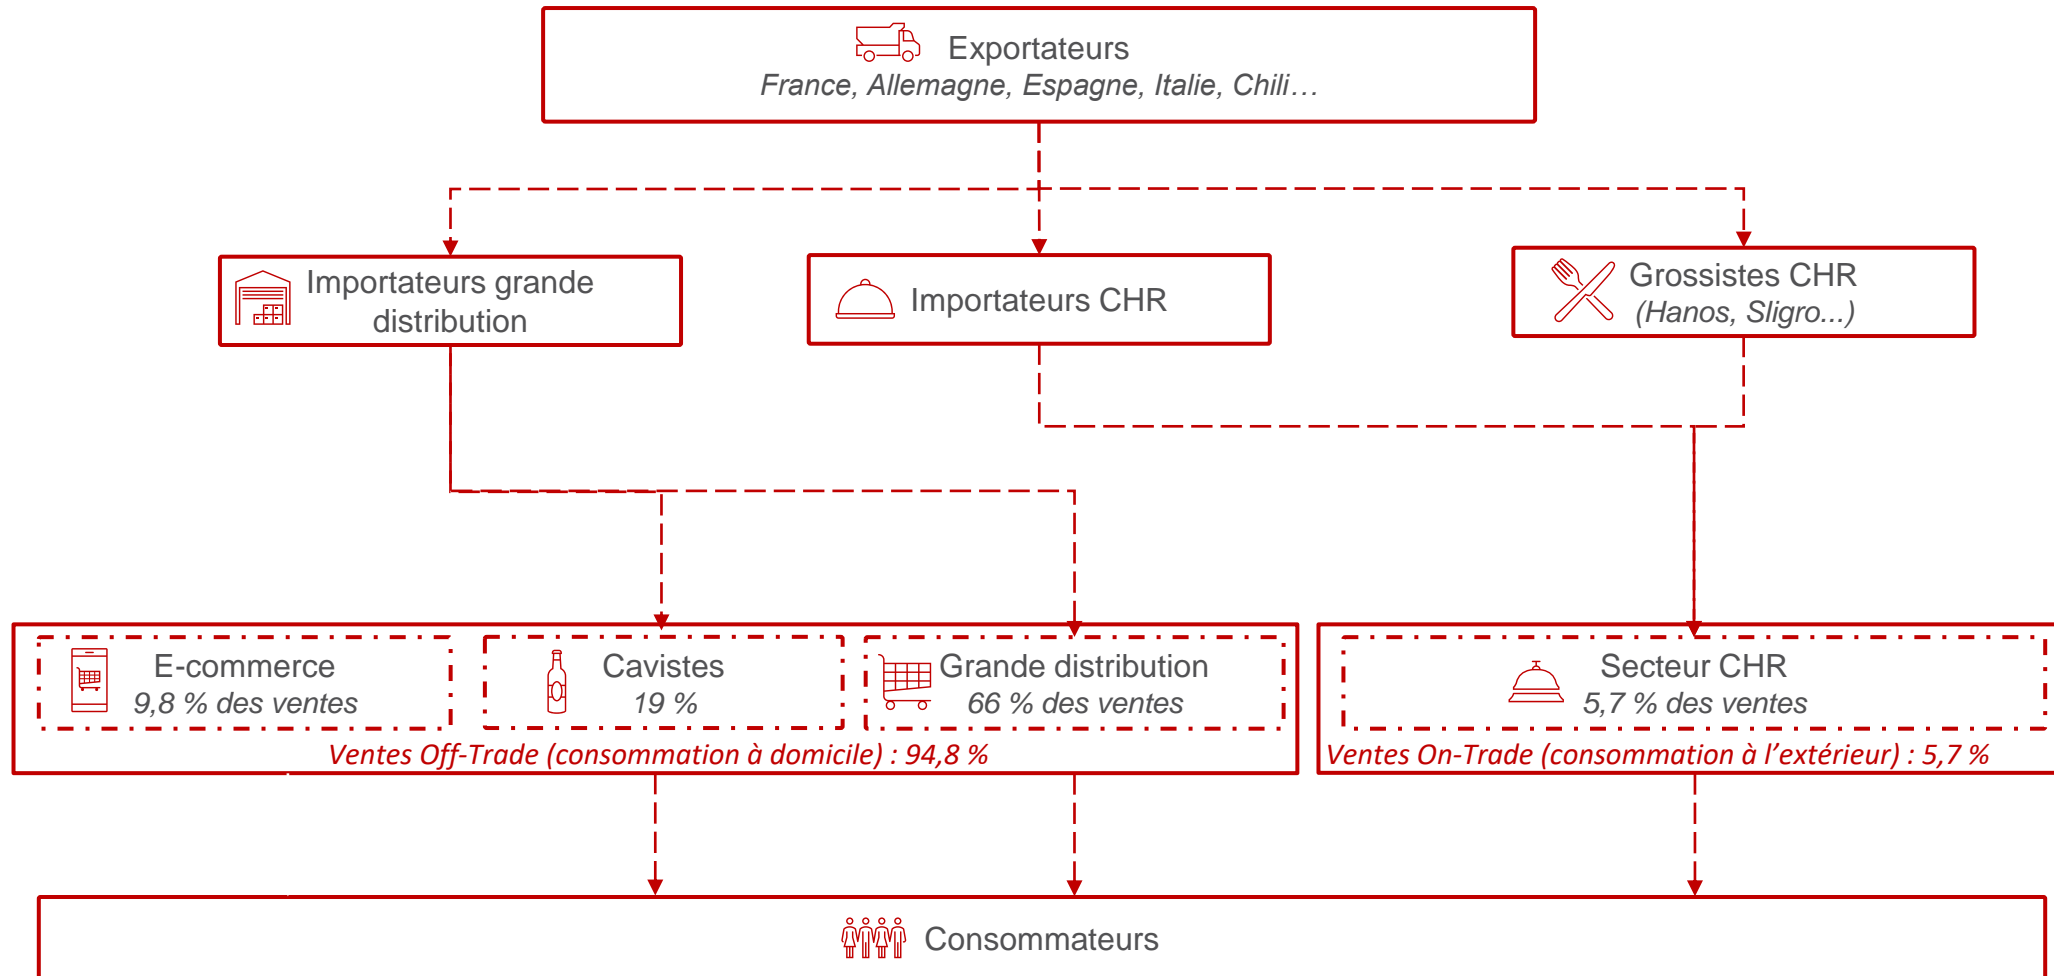 Exportateurs
France, Allemagne, Espagne, Italie, Chili…
Importateurs grande
distribution
Importateurs CHR
Grossistes CHR
(Hanos, Sligro...)
E-commerce
9,8 % des ventes
Cavistes
19 %
Grande distribution
66 % des ventes
Ventes Off-Trade (consommation à domicile) : 94,8 %
Secteur CHR
5,7 % des ventes
Ventes On-Trade (consommation à l’extérieur) : 5,7 %
Consommateurs